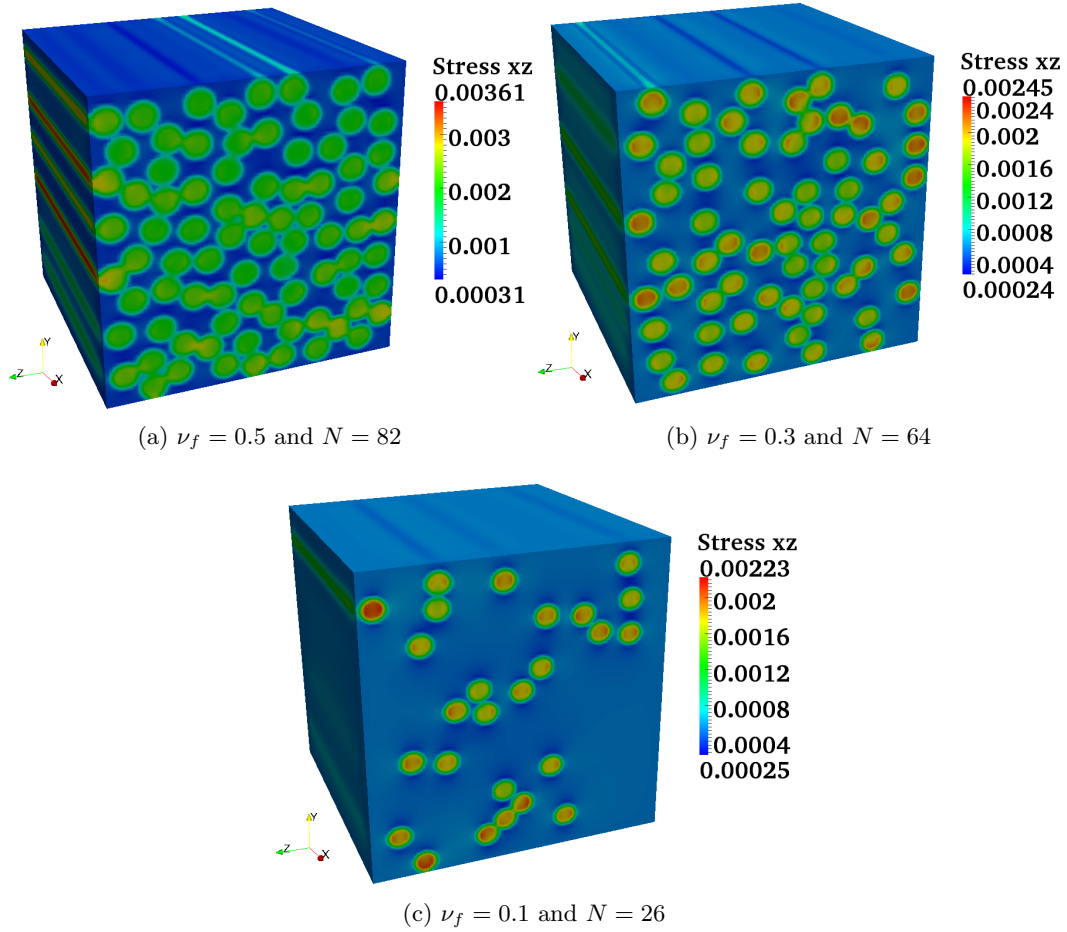 Stress xz
0.00361
0.003
0.002
0.001
0.00031
Y
Z
X
(a) ν_f = 0.5 and N = 82
Stress xz
0.00245
0.0024
0.002
0.0016
0.0012
0.0008
0.0004
0.00024
Y
Z
X
(b) ν_f = 0.3 and N = 64
Stress xz
0.00223
0.002
0.0016
0.0012
0.0008
0.0004
0.00025
Y
Z
X
(c) ν_f = 0.1 and N = 26